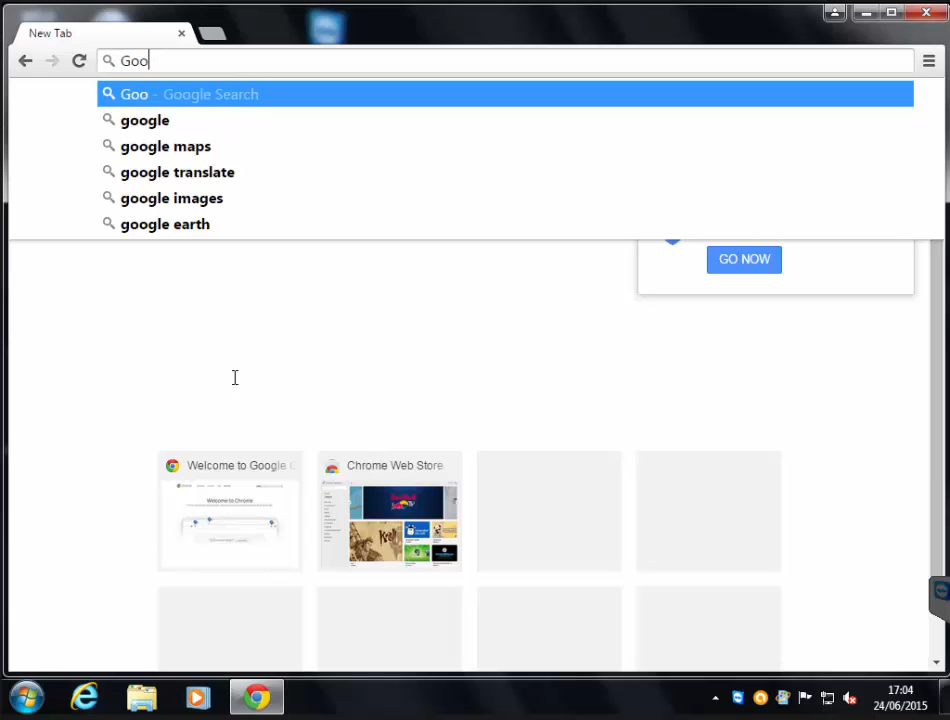 New Tab
Goo
Goo - Google Search
google
google maps
google translate
google images
google earth
GO NOW
Welcome to Google C
Chrome Web Store
Welcome to Chrome
17:04
24/06/2015